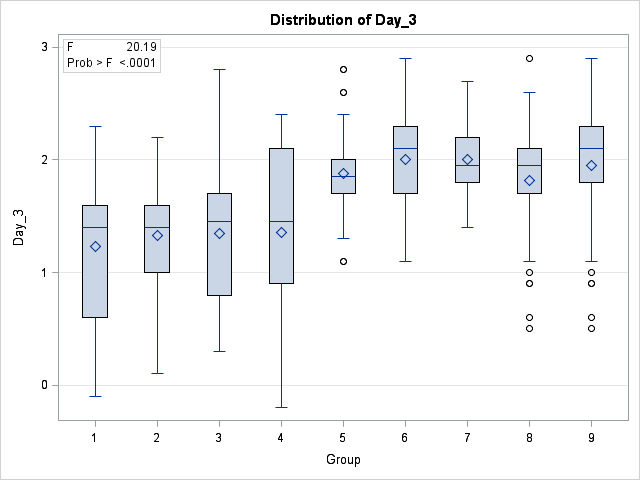 Distribution of Day_3
F 20.19
Prob > F <.0001
3
2
1
0
Day_3
1 2 3 4 5 6 7 8 9
Group